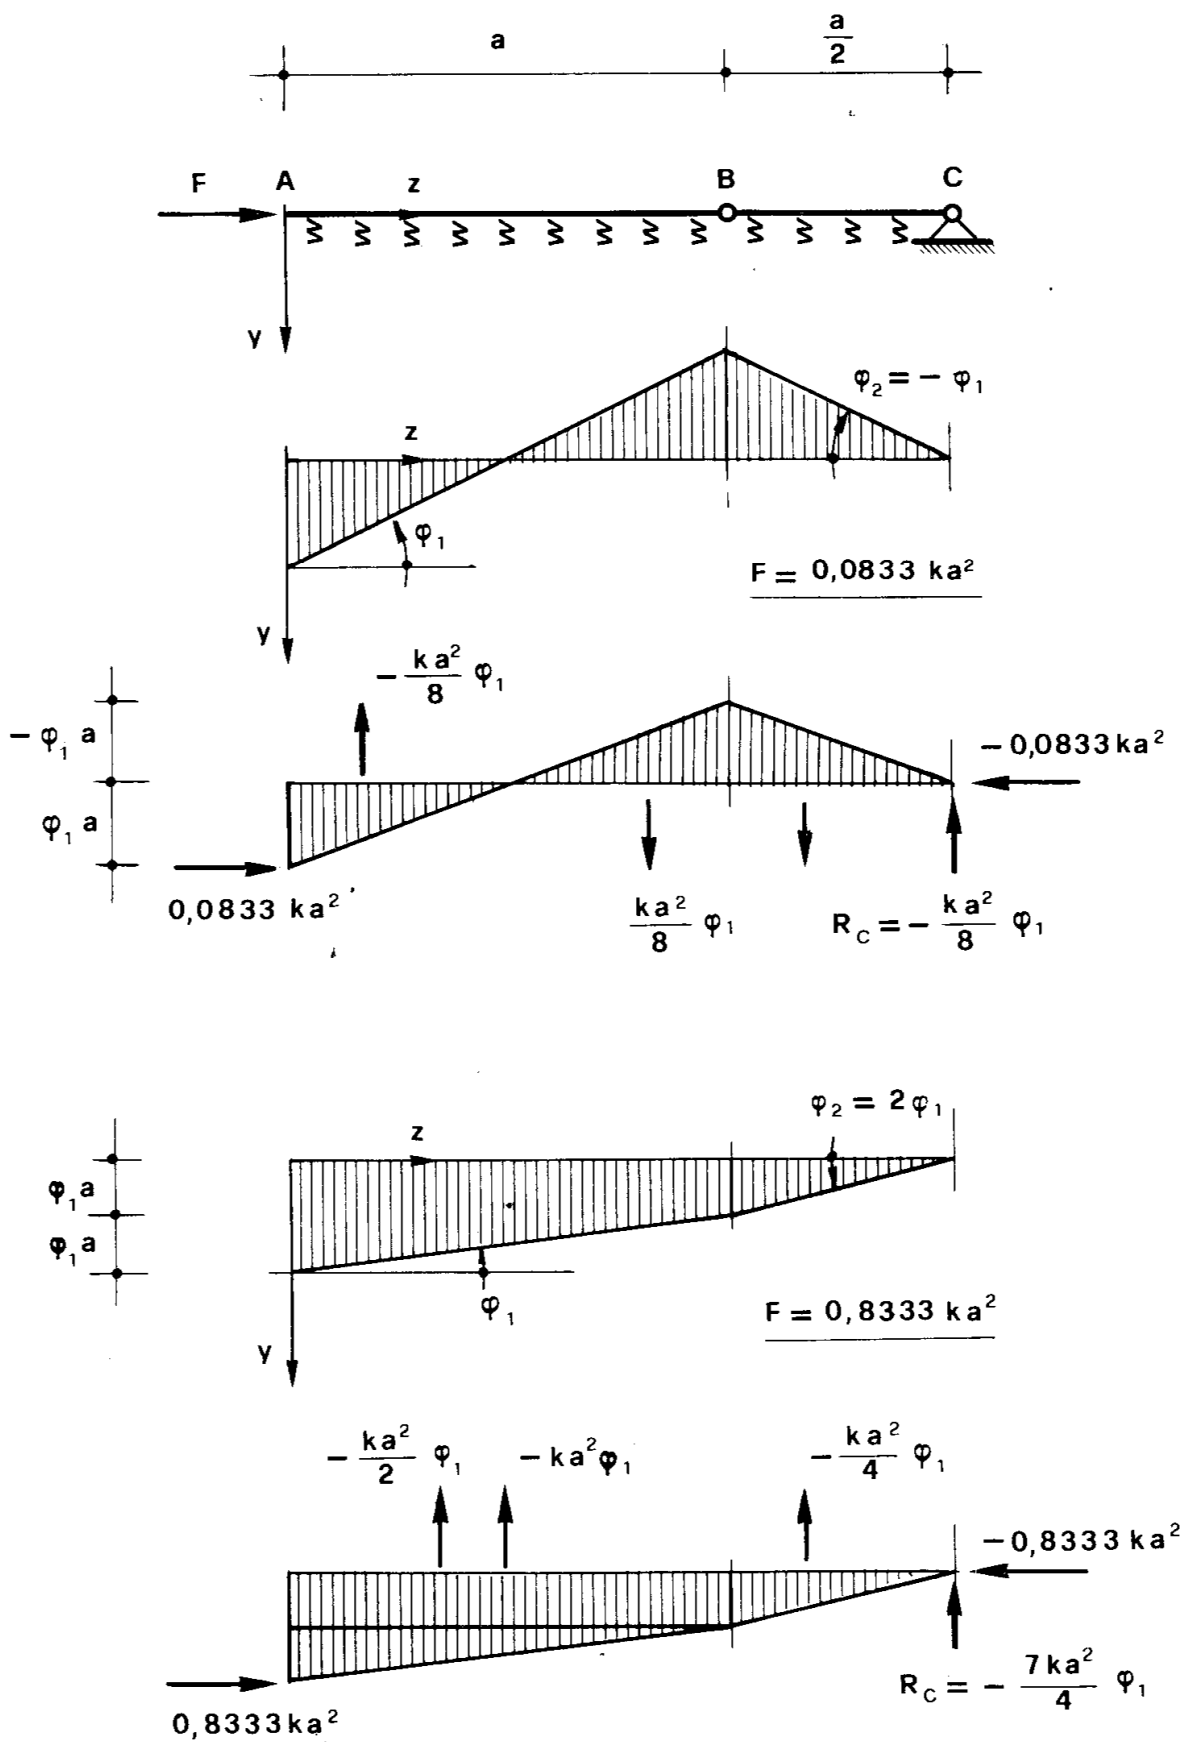 a
a/2
F A z B C
y
φ₂ = - φ₁
z
φ₁
F = 0,0833 ka²
y
- ka²/8 φ₁
- φ₁ a
- 0,0833 ka²
φ₁ a
0,0833 ka²
ka²/8 φ₁
R_C = - ka²/8 φ₁
φ₂ = 2 φ₁
z
φ₁ a
φ₁ a
φ₁
F = 0,8333 ka²
y
- ka²/2 φ₁
- ka² φ₁
- ka²/4 φ₁
- 0,8333 ka²
R_C = - 7ka²/4 φ₁
0,8333 ka²